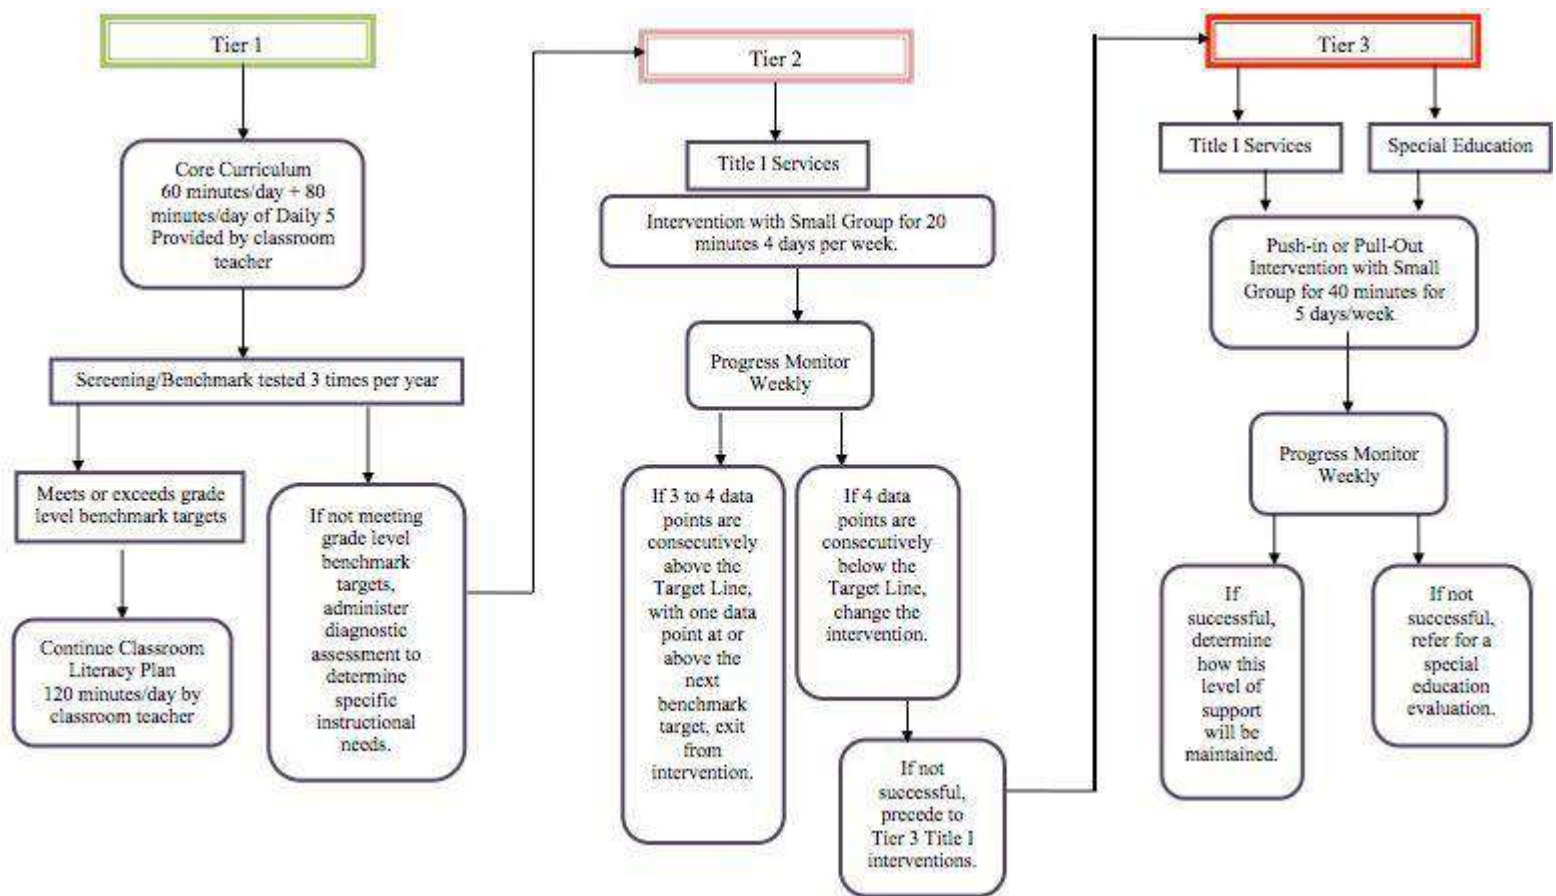 Tier 1
Core Curriculum
60 minutes/day + 80
minutes/day of Daily 5
Provided by classroom
teacher
Screening/Benchmark tested 3 times per year
Meets or exceeds grade
level benchmark targets
Continue Classroom
Literacy Plan
120 minutes/day by
classroom teacher
If not meeting
grade level
benchmark
targets,
administer
diagnostic
assessment to
determine
specific
instructional
needs.
Tier 2
Title I Services
Intervention with Small Group for 20
minutes 4 days per week.
Progress Monitor
Weekly
If 3 to 4 data
points are
consecutively
above the
Target Line,
with one data
point at or
above the
next
benchmark
target, exit
from
intervention.
If 4 data
points are
consecutively
below the
Target Line,
change the
intervention.
If not
successful,
precede to
Tier 3 Title I
interventions.
Tier 3
Title I Services
Special Education
Push-in or Pull-Out
Intervention with Small
Group for 40 minutes for
5 days/week
Progress Monitor
Weekly
If
successful,
determine
how this
level of
support
will be
maintained.
If not
successful,
refer for a
special
education
evaluation.